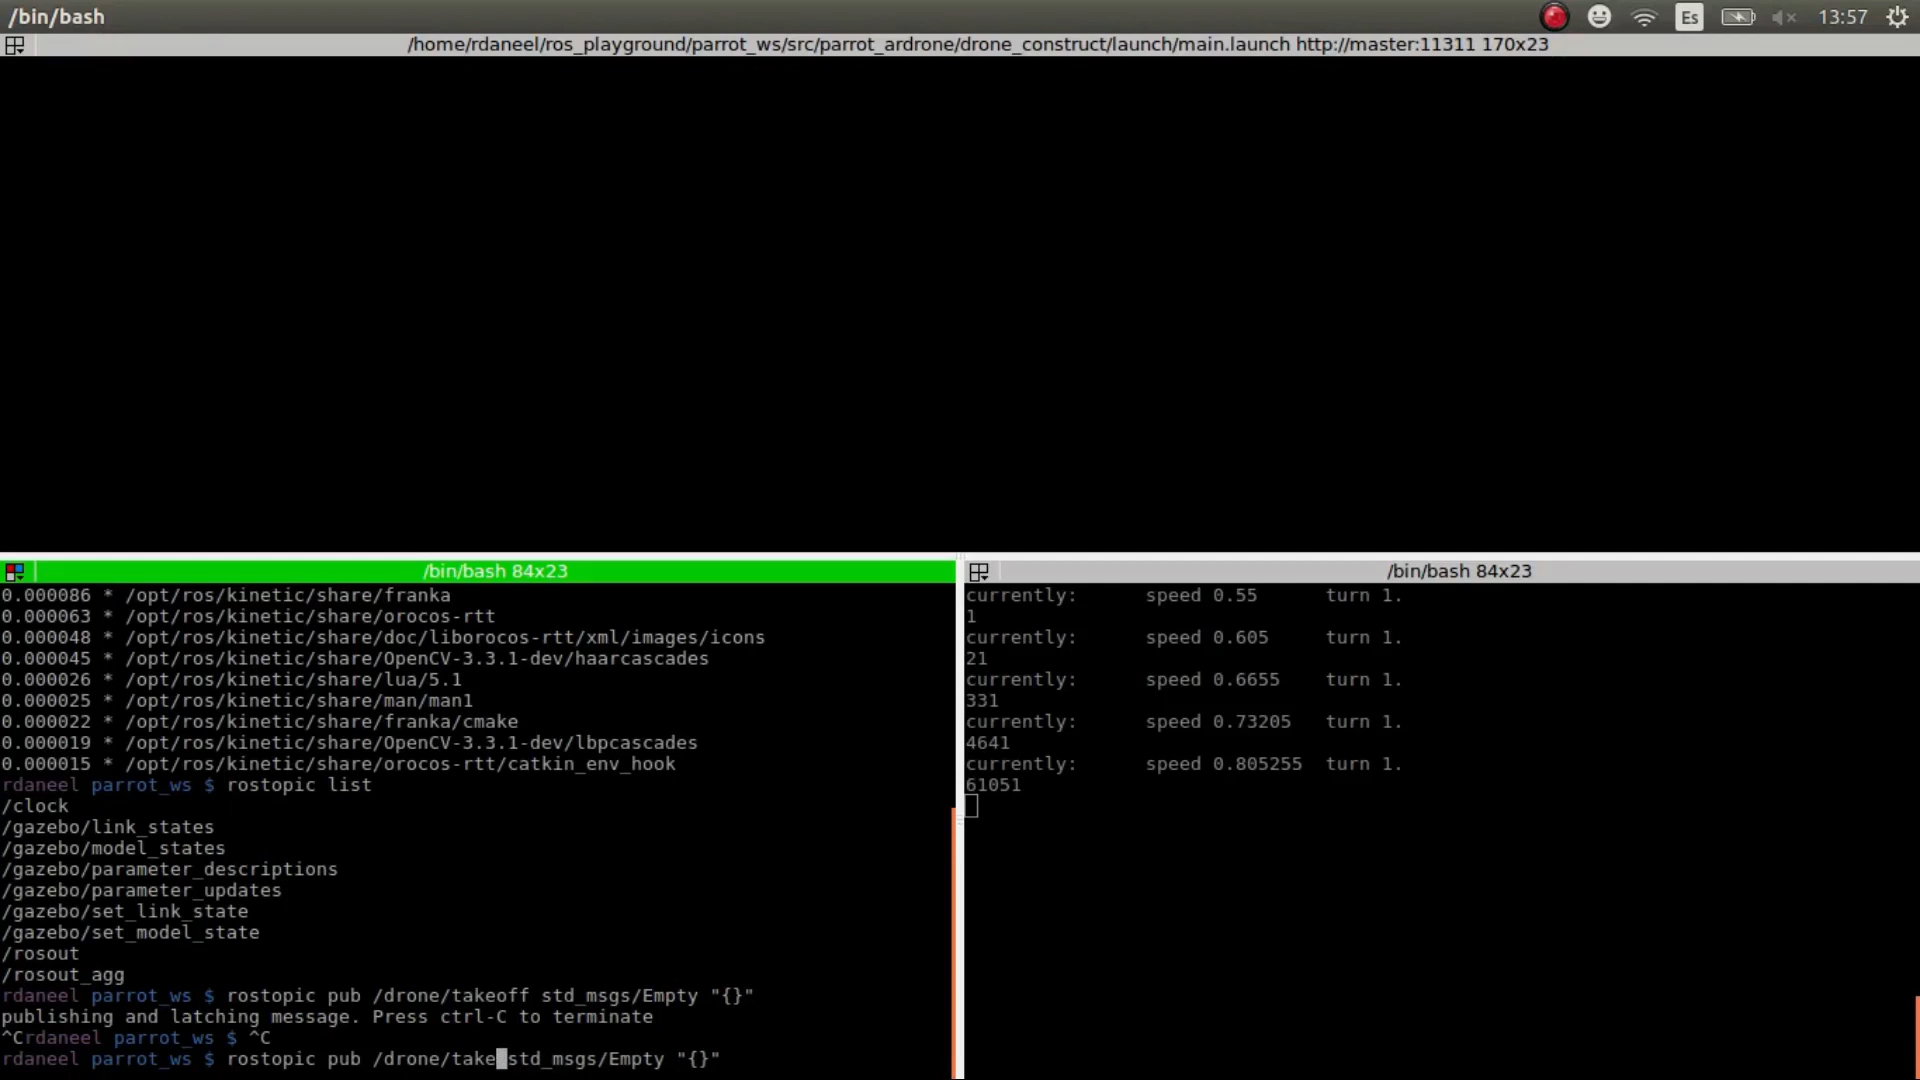 /bin/bash
Es
13:57
/home/rdaneel/ros_playground/parrot_ws/src/parrot_ardrone/drone_construct/launch/main.launch http://master:11311 170x23
/bin/bash 84x23
0.000086 * /opt/ros/kinetic/share/franka
0.000063 * /opt/ros/kinetic/share/orocos-rtt
0.000048 * /opt/ros/kinetic/share/doc/liborocos-rtt/xml/images/icons
0.000045 * /opt/ros/kinetic/share/OpenCV-3.3.1-dev/haarcascades
0.000026 * /opt/ros/kinetic/share/lua/5.1
0.000025 * /opt/ros/kinetic/share/man/man1
0.000022 * /opt/ros/kinetic/share/franka/cmake
0.000019 * /opt/ros/kinetic/share/OpenCV-3.3.1-dev/lbpcascades
0.000015 * /opt/ros/kinetic/share/orocos-rtt/catkin_env_hook
rdaneel parrot_ws $ rostopic list
/clock
/gazebo/link_states
/gazebo/model_states
/gazebo/parameter_descriptions
/gazebo/parameter_updates
/gazebo/set_link_state
/gazebo/set_model_state
/rosout
/rosout_agg
rdaneel parrot_ws $ rostopic pub /drone/takeoff std_msgs/Empty "{}"
publishing and latching message. Press ctrl-C to terminate
^Crdaneel parrot_ws $ ^C
rdaneel parrot_ws $ rostopic pub /drone/take std_msgs/Empty "{}"
/bin/bash 84x23
currently: speed 0.55 turn 1.
1
currently: speed 0.605 turn 1.
21
currently: speed 0.6655 turn 1.
331
currently: speed 0.73205 turn 1.
4641
currently: speed 0.805255 turn 1.
61051